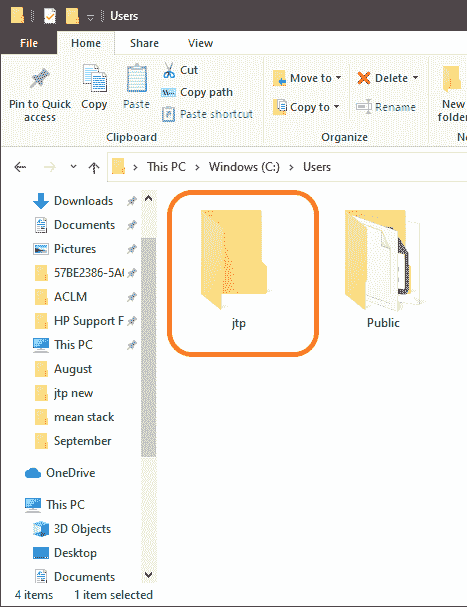 Users
File Home Share View
Pin to Quick access
Copy
Paste
Cut
Copy path
Paste shortcut
Clipboard
Move to
Copy to
Delete
Rename
Organize
New folder
This PC > Windows (C:) > Users
Downloads
Documents
Pictures
57BE2386-5A
ACLM
HP Support F
This PC
August
jtp new
mean stack
September
OneDrive
This PC
3D Objects
Desktop
Documents
jtp
Public
4 items 1 item selected